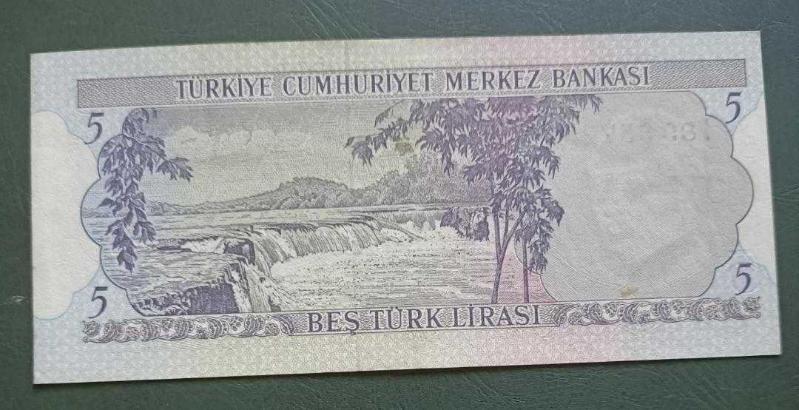 TÜRKİYE CUMHURİYET MERKEZ BANKASI
5 5
5 5
BEŞ TÜRK LİRASI